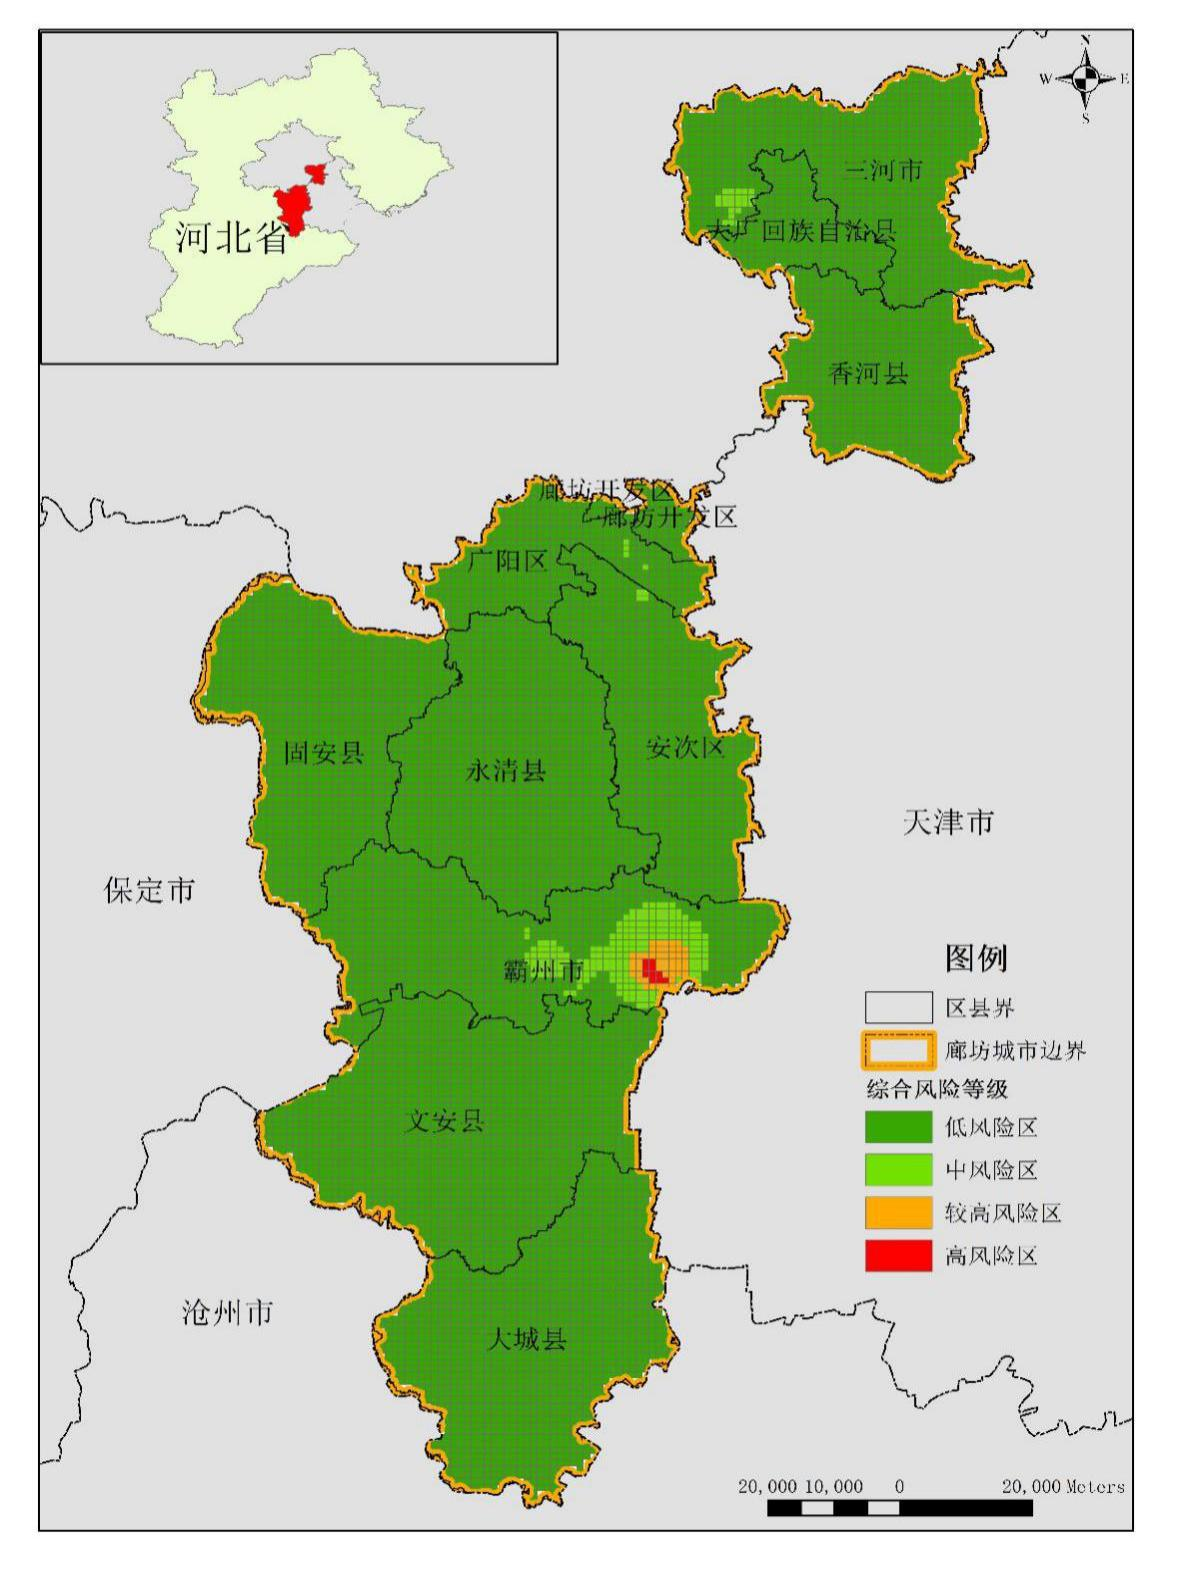 河北省
N
W E
S
三河市
大厂回族自治县
香河县
廊坊开发区
廊坊开发区
广阳区
固安县
永清县
安次区
天津市
保定市
霸州市
文安县
沧州市
大城县
图例
区县界
廊坊城市边界
综合风险等级
低风险区
中风险区
较高风险区
高风险区
20,000 10,000 0 20,000 Meters